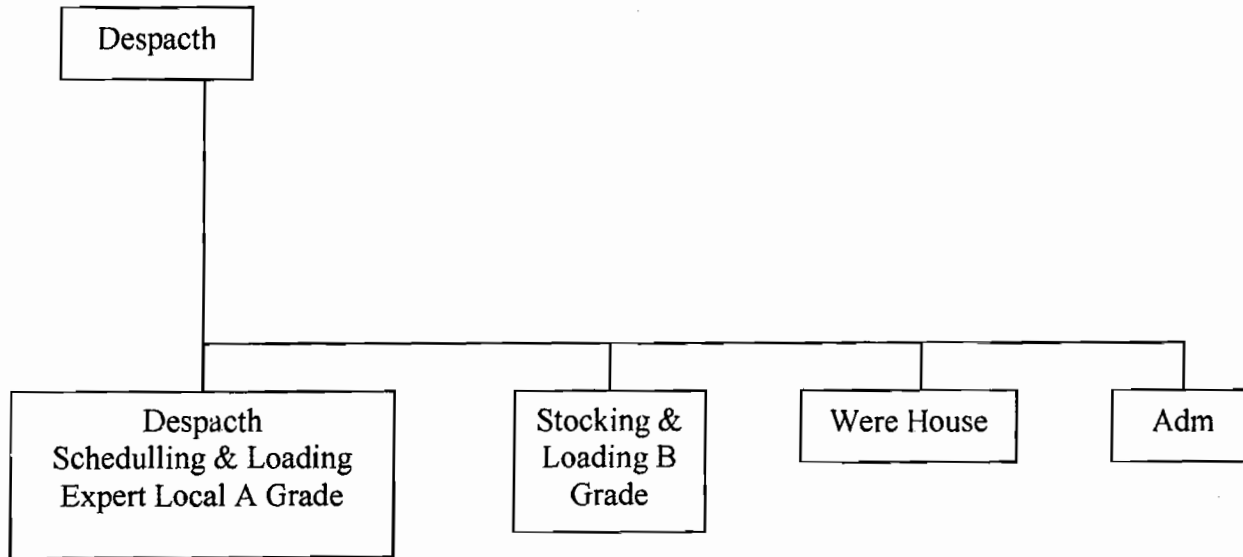 Despacth
Despacth
Schedulling & Loading
Expert Local A Grade
Stocking &
Loading B
Grade
Were House
Adm